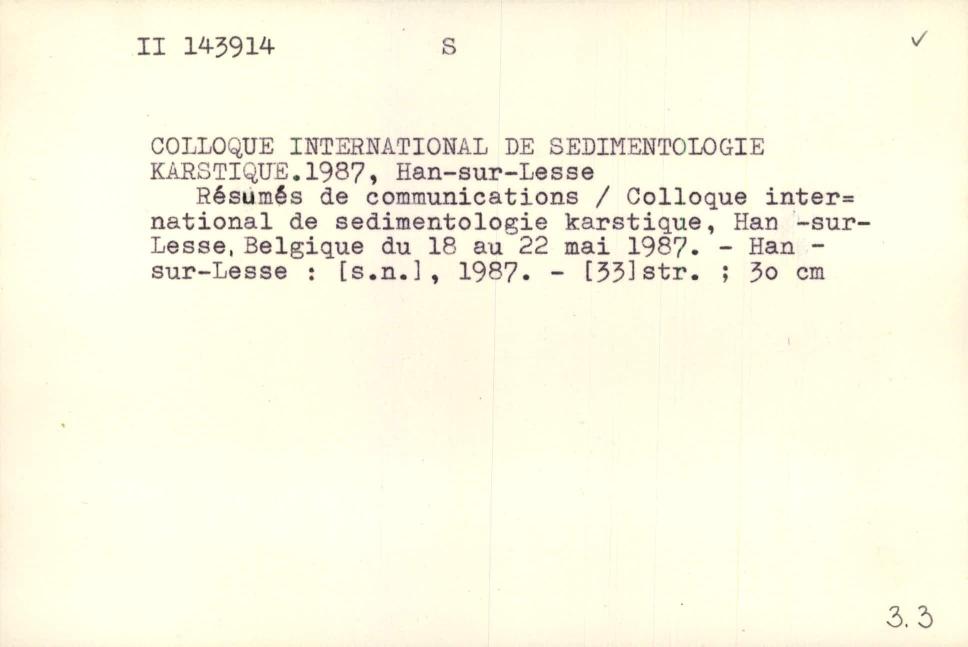 II 143914 S ✓
COLLOQUE INTERNATIONAL DE SEDIMENTOLOGIE
KARSTIQUE.1987, Han-sur-Lesse
Résumés de communications / Colloque inter=
national de sedimentologie karstique, Han -sur-
Lesse, Belgique du 18 au 22 mai 1987. - Han -
sur-Lesse : [s.n.], 1987. - [33]str. ; 3o cm
3.3